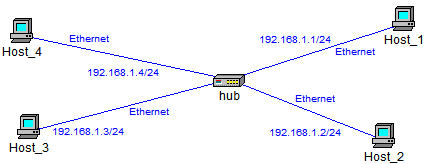 Host_1
192.168.1.1/24
Ethernet
Ethernet
Host_4
192.168.1.4/24
hub
Ethernet
Host_3
192.168.1.3/24
Ethernet
192.168.1.2/24
Host_2